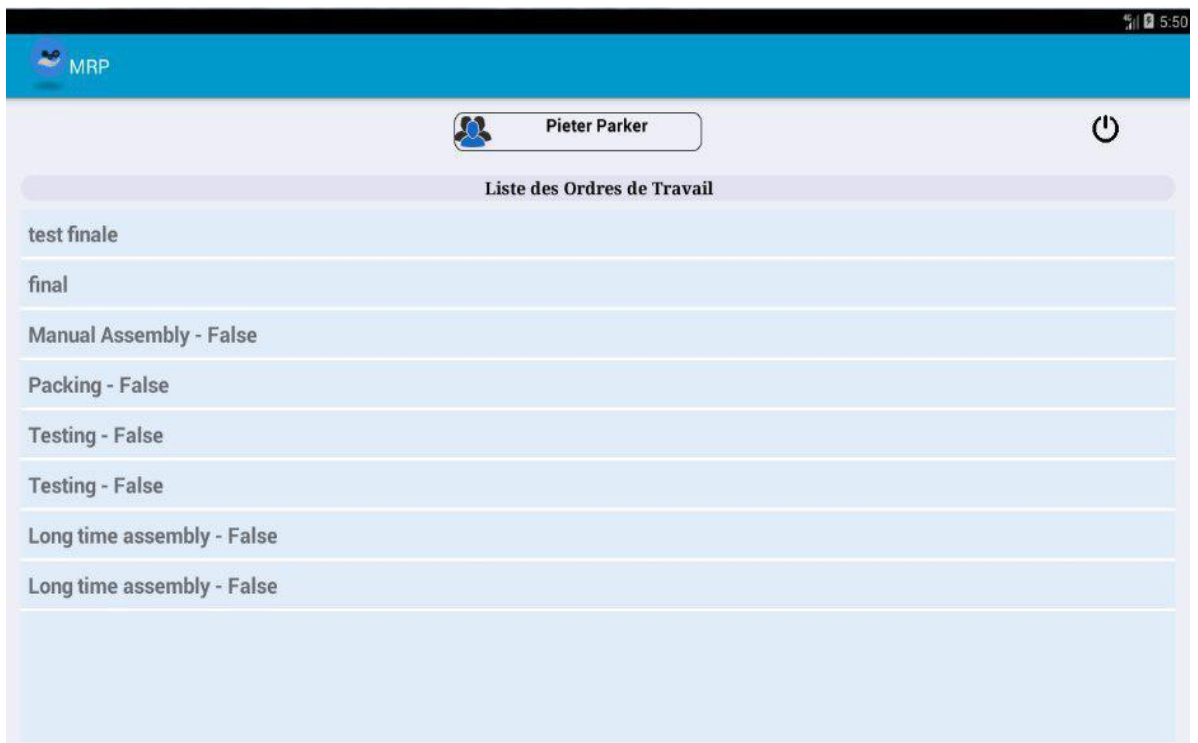 5:50
MRP
Pieter Parker
Liste des Ordres de Travail
test finale
final
Manual Assembly - False
Packing - False
Testing - False
Testing - False
Long time assembly - False
Long time assembly - False